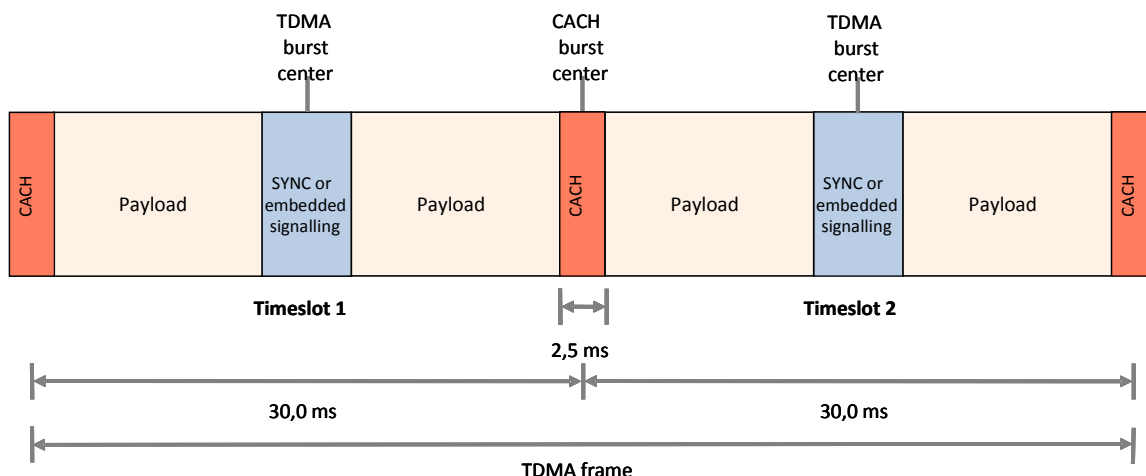 TDMA
burst
center
CACH
burst
center
TDMA
burst
center
CACH
Payload
SYNC or
embedded
signalling
Payload
CACH
Payload
SYNC or
embedded
signalling
Payload
CACH
Timeslot 1
Timeslot 2
2,5 ms
30,0 ms
30,0 ms
TDMA frame